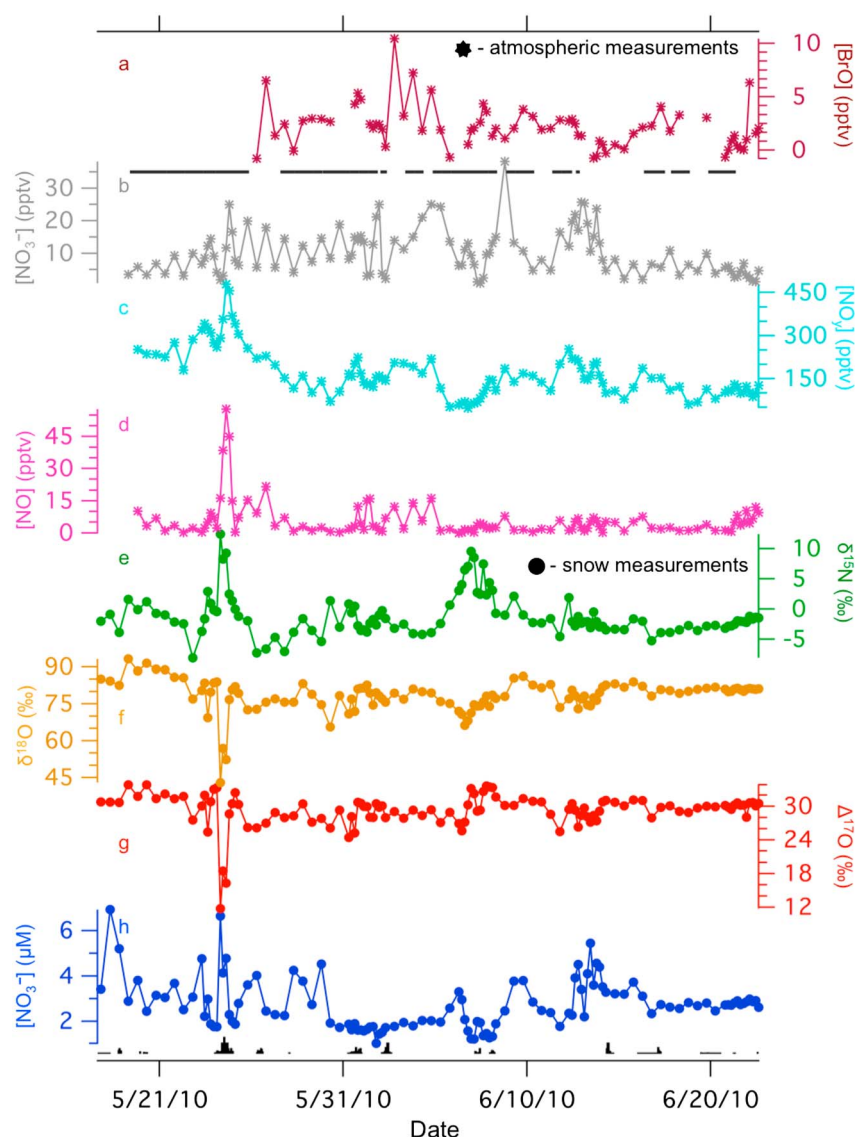 a
- atmospheric measurements
[BrO] (pptv)
10
5
0
b
[NO₃⁻] (pptv)
30
20
10
c
[NOy] (pptv)
450
300
150
d
[NO] (pptv)
45
30
15
0
e
- snow measurements
δ¹⁵N (‰)
10
5
0
-5
f
δ¹⁸O (‰)
90
75
60
45
g
Δ¹⁷O (‰)
30
24
18
12
h
[NO₃⁻] (µM)
6
4
2
5/21/10 5/31/10 6/10/10 6/20/10
Date